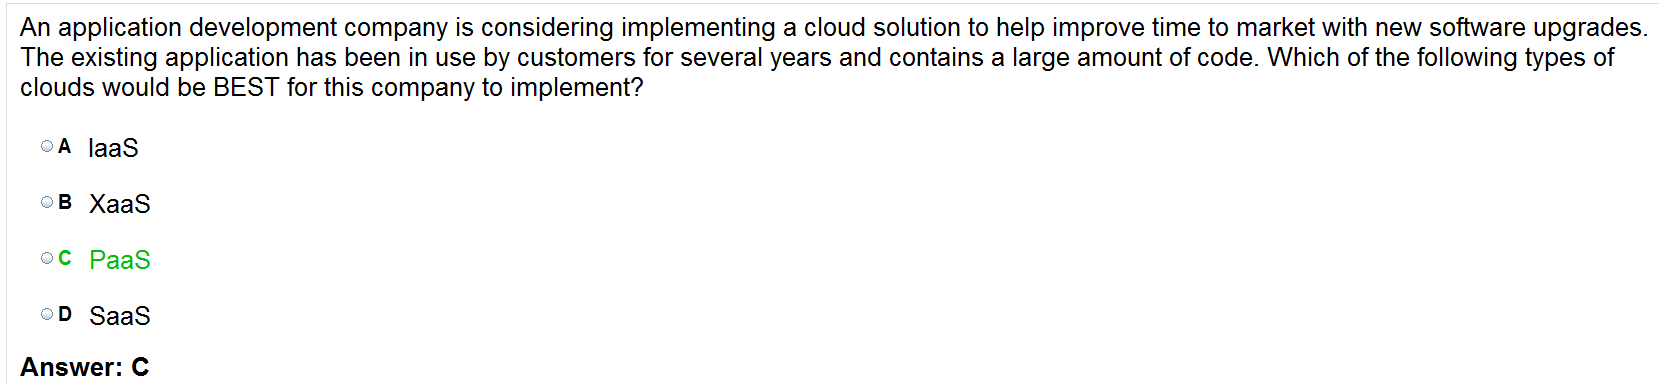 An application development company is considering implementing a cloud solution to help improve time to market with new software upgrades.
The existing application has been in use by customers for several years and contains a large amount of code. Which of the following types of
clouds would be BEST for this company to implement?
A IaaS
B XaaS
C PaaS
D SaaS
Answer: C